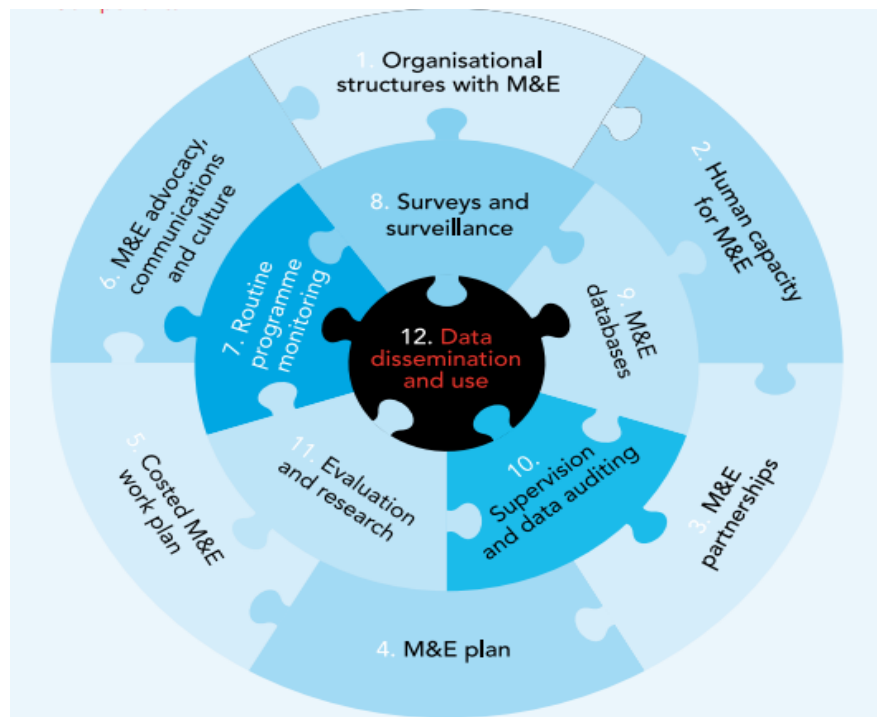 1. Organisational
structures with M&E
2. Human capacity
for M&E
3. M&E
partnerships
4. M&E plan
5. Costed M&E
work plan
6. M&E advocacy,
communications
and culture
7. Routine
programme
monitoring
8. Surveys and
surveillance
9. M&E
databases
10.
Supervision
and data auditing
11. Evaluation
and research
12. Data
dissemination
and use